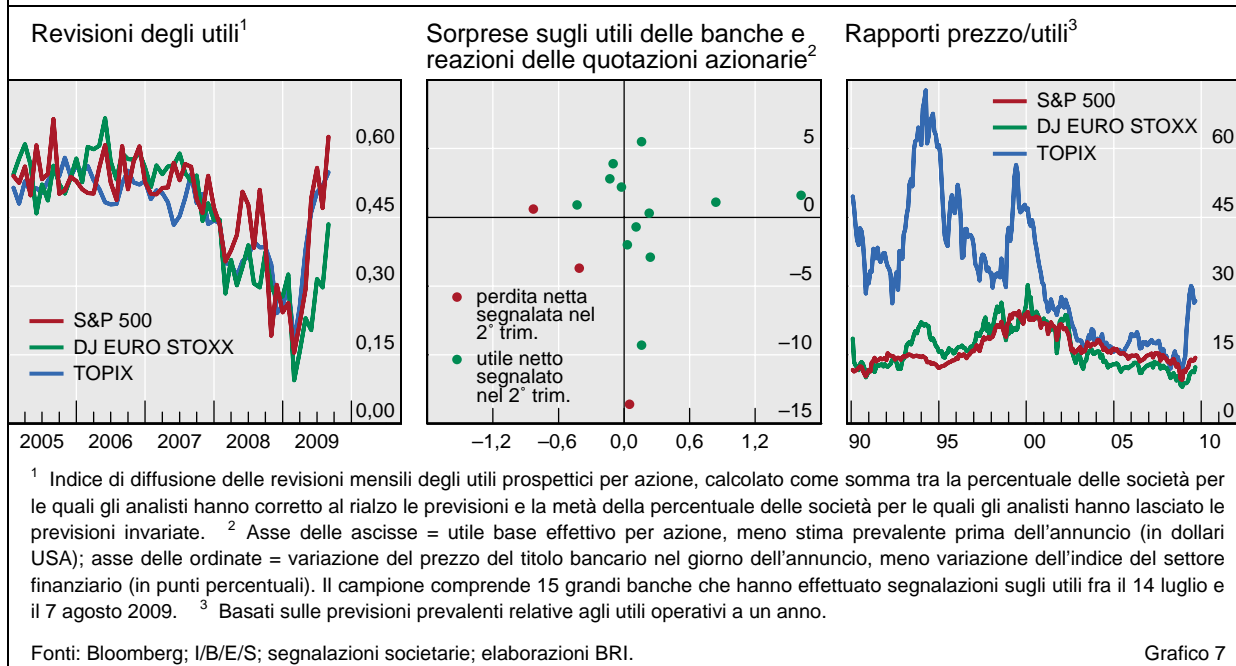 Revisioni degli utili¹
0,60
0,45
0,30
0,15
0,00
S&P 500
DJ EURO STOXX
TOPIX
2005 2006 2007 2008 2009
Sorprese sugli utili delle banche e
reazioni delle quotazioni azionarie²
5
0
–5
–10
–15
perdita netta
segnalata nel
2° trim.
utile netto
segnalato
nel 2° trim.
–1,2 –0,6 0,0 0,6 1,2
Rapporti prezzo/utili³
S&P 500
DJ EURO STOXX
TOPIX
60
45
30
15
0
90 95 00 05 10
¹ Indice di diffusione delle revisioni mensili degli utili prospettici per azione, calcolato come somma tra la percentuale delle società per
le quali gli analisti hanno corretto al rialzo le previsioni e la metà della percentuale delle società per le quali gli analisti hanno lasciato le
previsioni invariate. ² Asse delle ascisse = utile base effettivo per azione, meno stima prevalente prima dell'annuncio (in dollari
USA); asse delle ordinate = variazione del prezzo del titolo bancario nel giorno dell'annuncio, meno variazione dell'indice del settore
finanziario (in punti percentuali). Il campione comprende 15 grandi banche che hanno effettuato segnalazioni sugli utili fra il 14 luglio e
il 7 agosto 2009. ³ Basati sulle previsioni prevalenti relative agli utili operativi a un anno.
Fonti: Bloomberg; I/B/E/S; segnalazioni societarie; elaborazioni BRI. Grafico 7